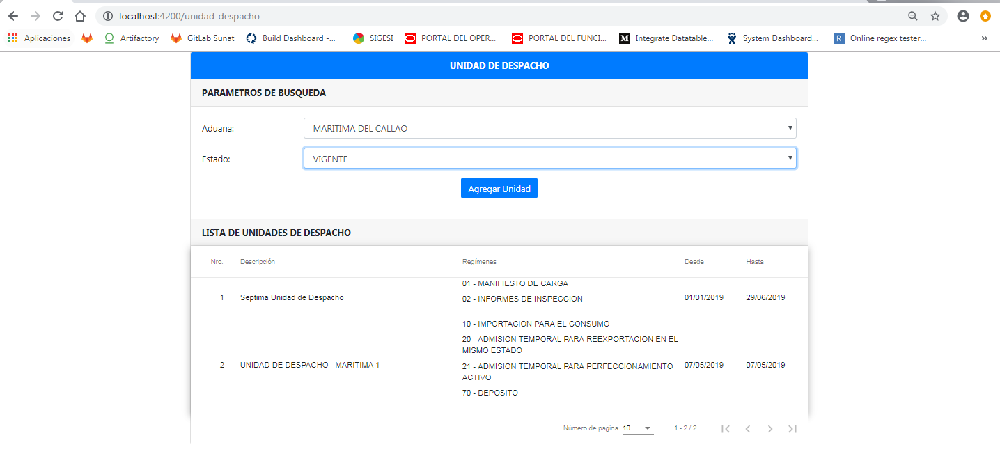 localhost:4200/unidad-despacho
Aplicaciones Artifactory GitLab Sunat Build Dashboard -... SIGESI PORTAL DEL OPER... PORTAL DEL FUNCI... M Integrate Datatable... System Dashboard... R Online regex tester... »
UNIDAD DE DESPACHO
PARAMETROS DE BUSQUEDA
Aduana: MARITIMA DEL CALLAO
Estado: VIGENTE
Agregar Unidad
LISTA DE UNIDADES DE DESPACHO
Nro. Descripción Regímenes Desde Hasta
01 - MANIFIESTO DE CARGA
1 Septima Unidad de Despacho 02 - INFORMES DE INSPECCION 01/01/2019 29/06/2019
10 - IMPORTACION PARA EL CONSUMO
20 - ADMISION TEMPORAL PARA REEXPORTACION EN EL
MISMO ESTADO
2 UNIDAD DE DESPACHO - MARITIMA 1 21 - ADMISION TEMPORAL PARA PERFECCIONAMIENTO 07/05/2019 07/05/2019
ACTIVO
70 - DEPOSITO
Número de pagina 10 1 - 2 / 2